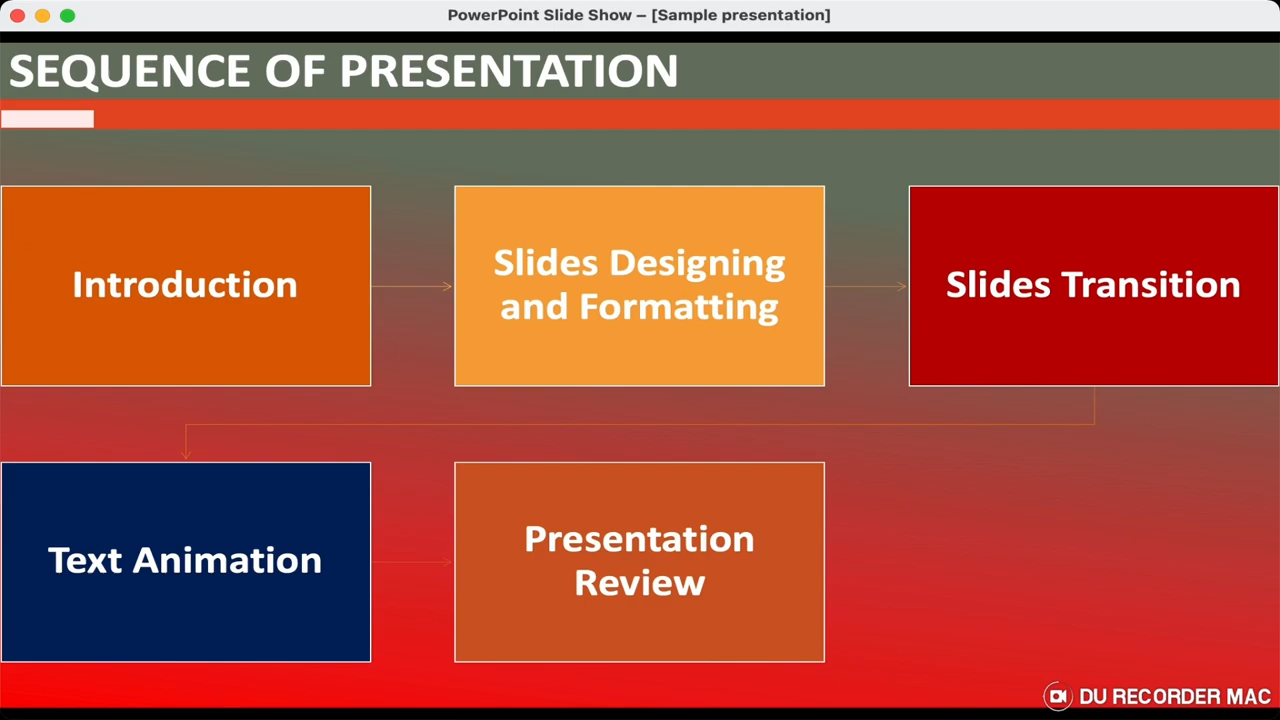 PowerPoint Slide Show – [Sample presentation]
SEQUENCE OF PRESENTATION
Introduction
Slides Designing
and Formatting
Slides Transition
Text Animation
Presentation
Review
DU RECORDER MAC